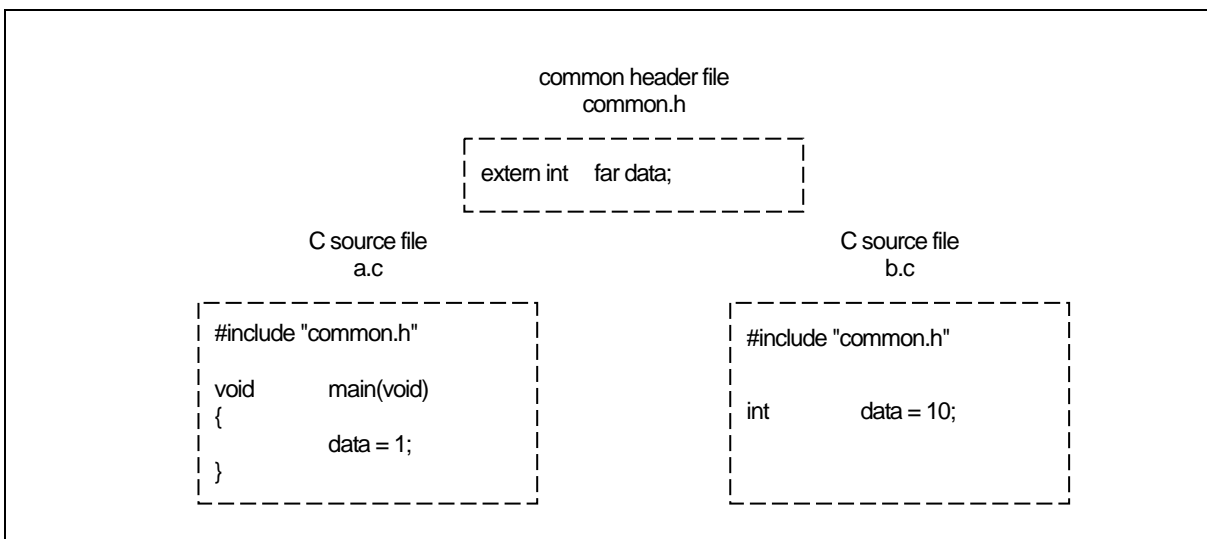 common header file
common.h
extern int far data;
C source file
a.c
#include "common.h"
void main(void)
{
data = 1;
}
C source file
b.c
#include "common.h"
int data = 10;